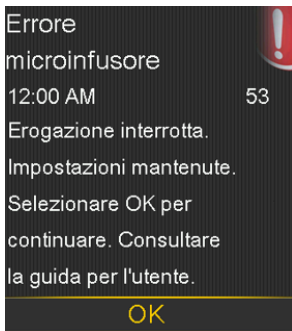 Errore
microinfusore
12:00 AM 53
Erogazione interrotta.
Impostazioni mantenute.
Selezionare OK per
continuare. Consultare
la guida per l'utente.
OK